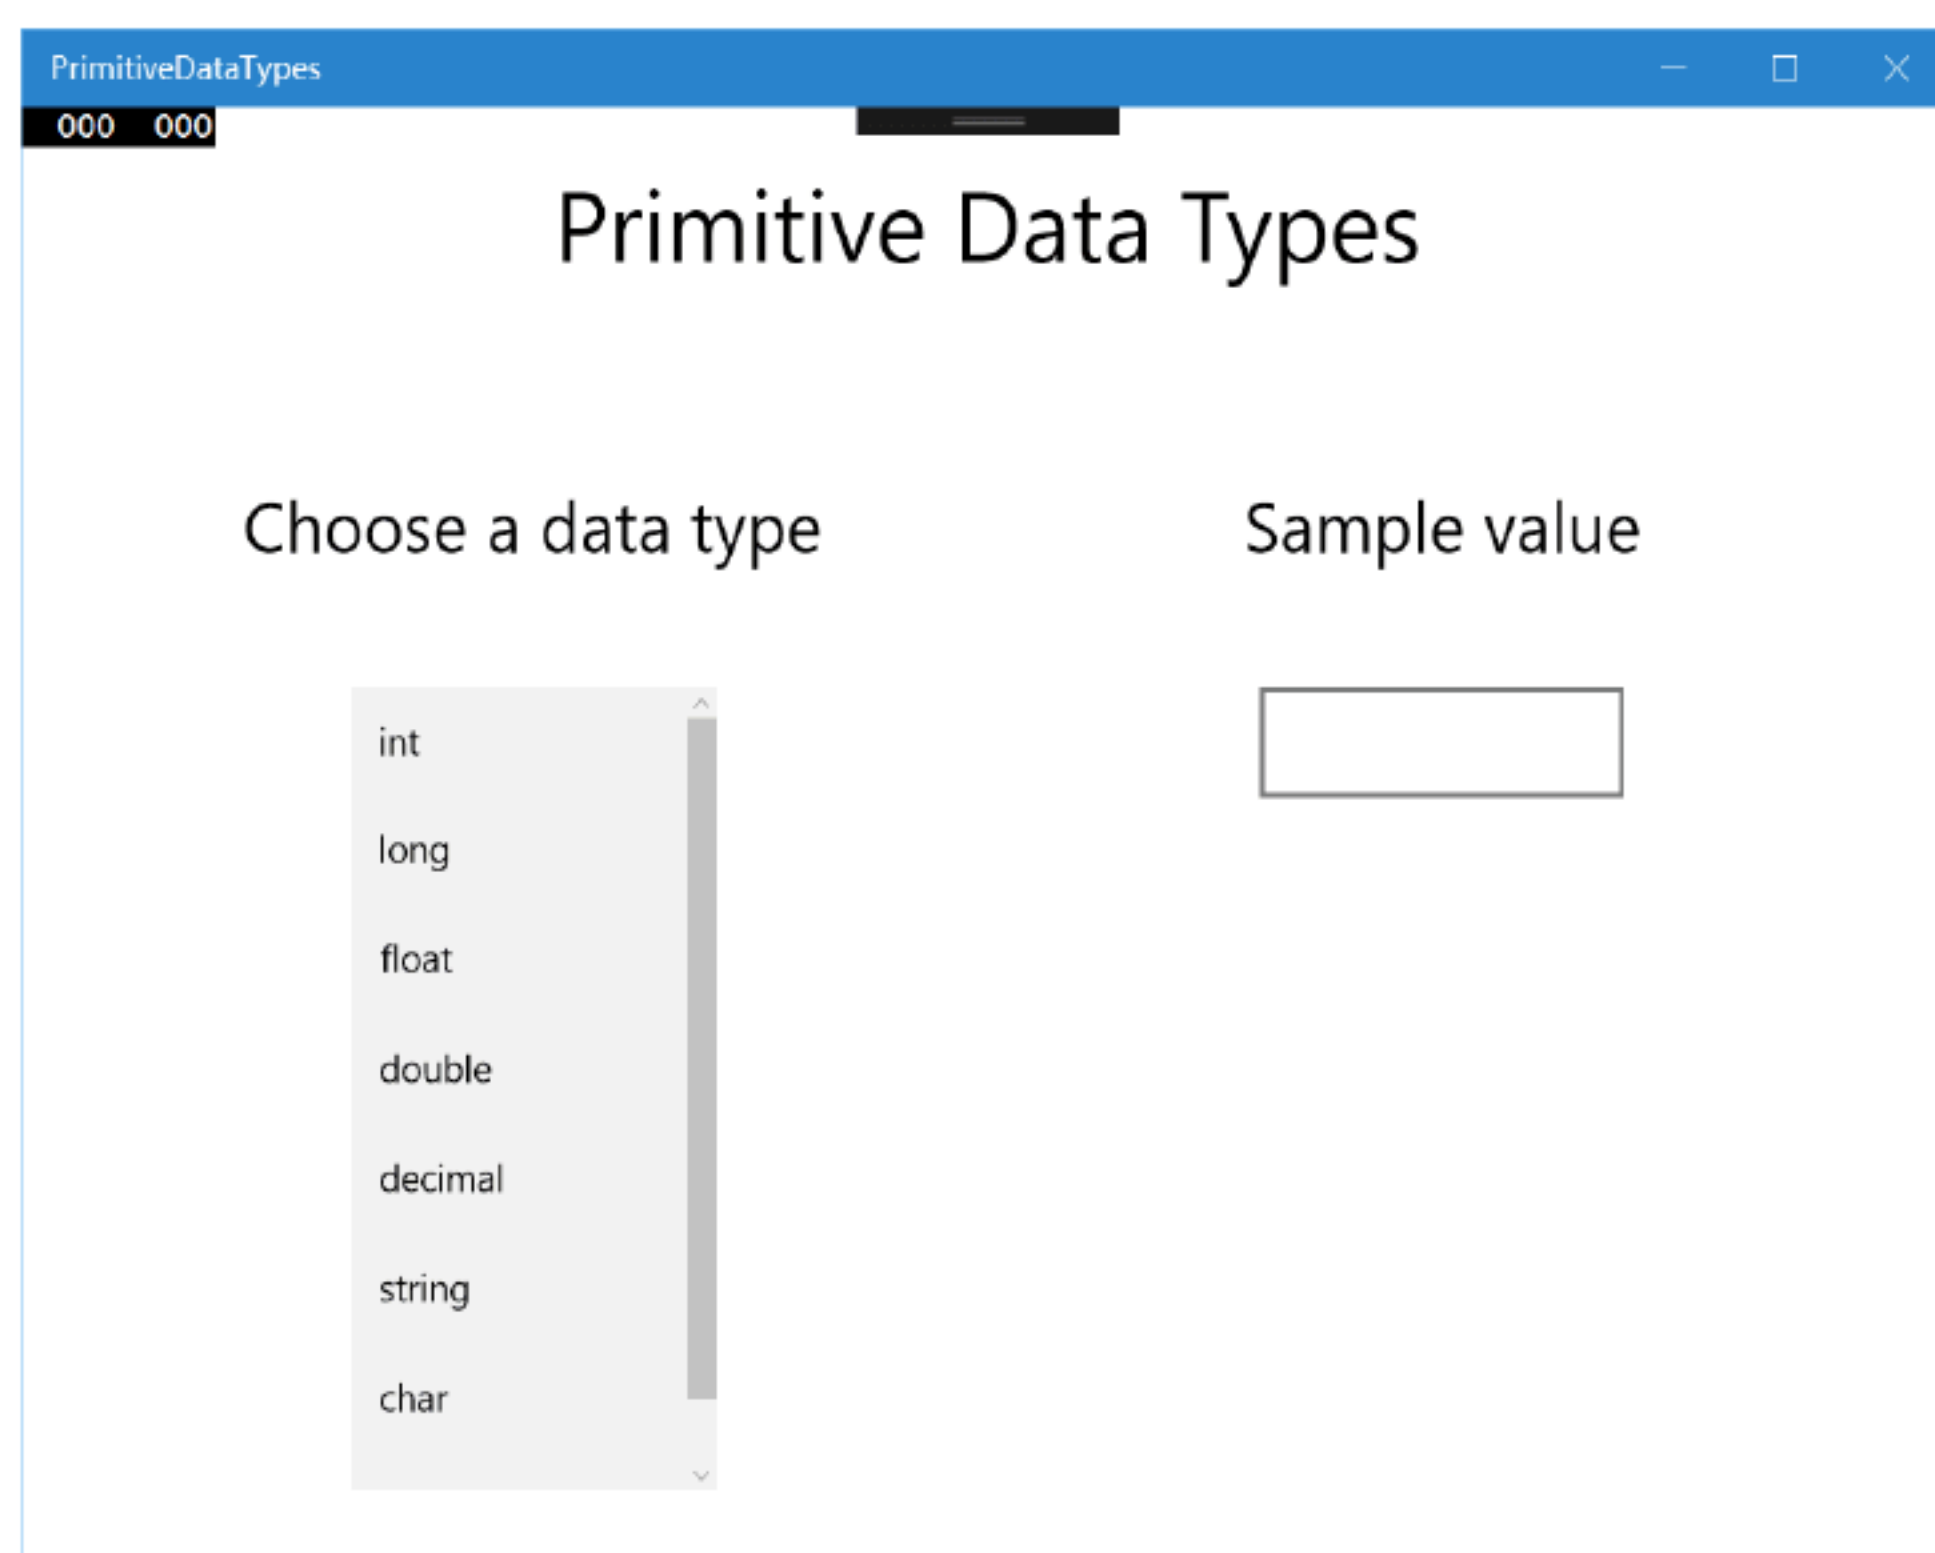 PrimitiveDataTypes
000 000
Primitive Data Types
Choose a data type
Sample value
int
long
float
double
decimal
string
char